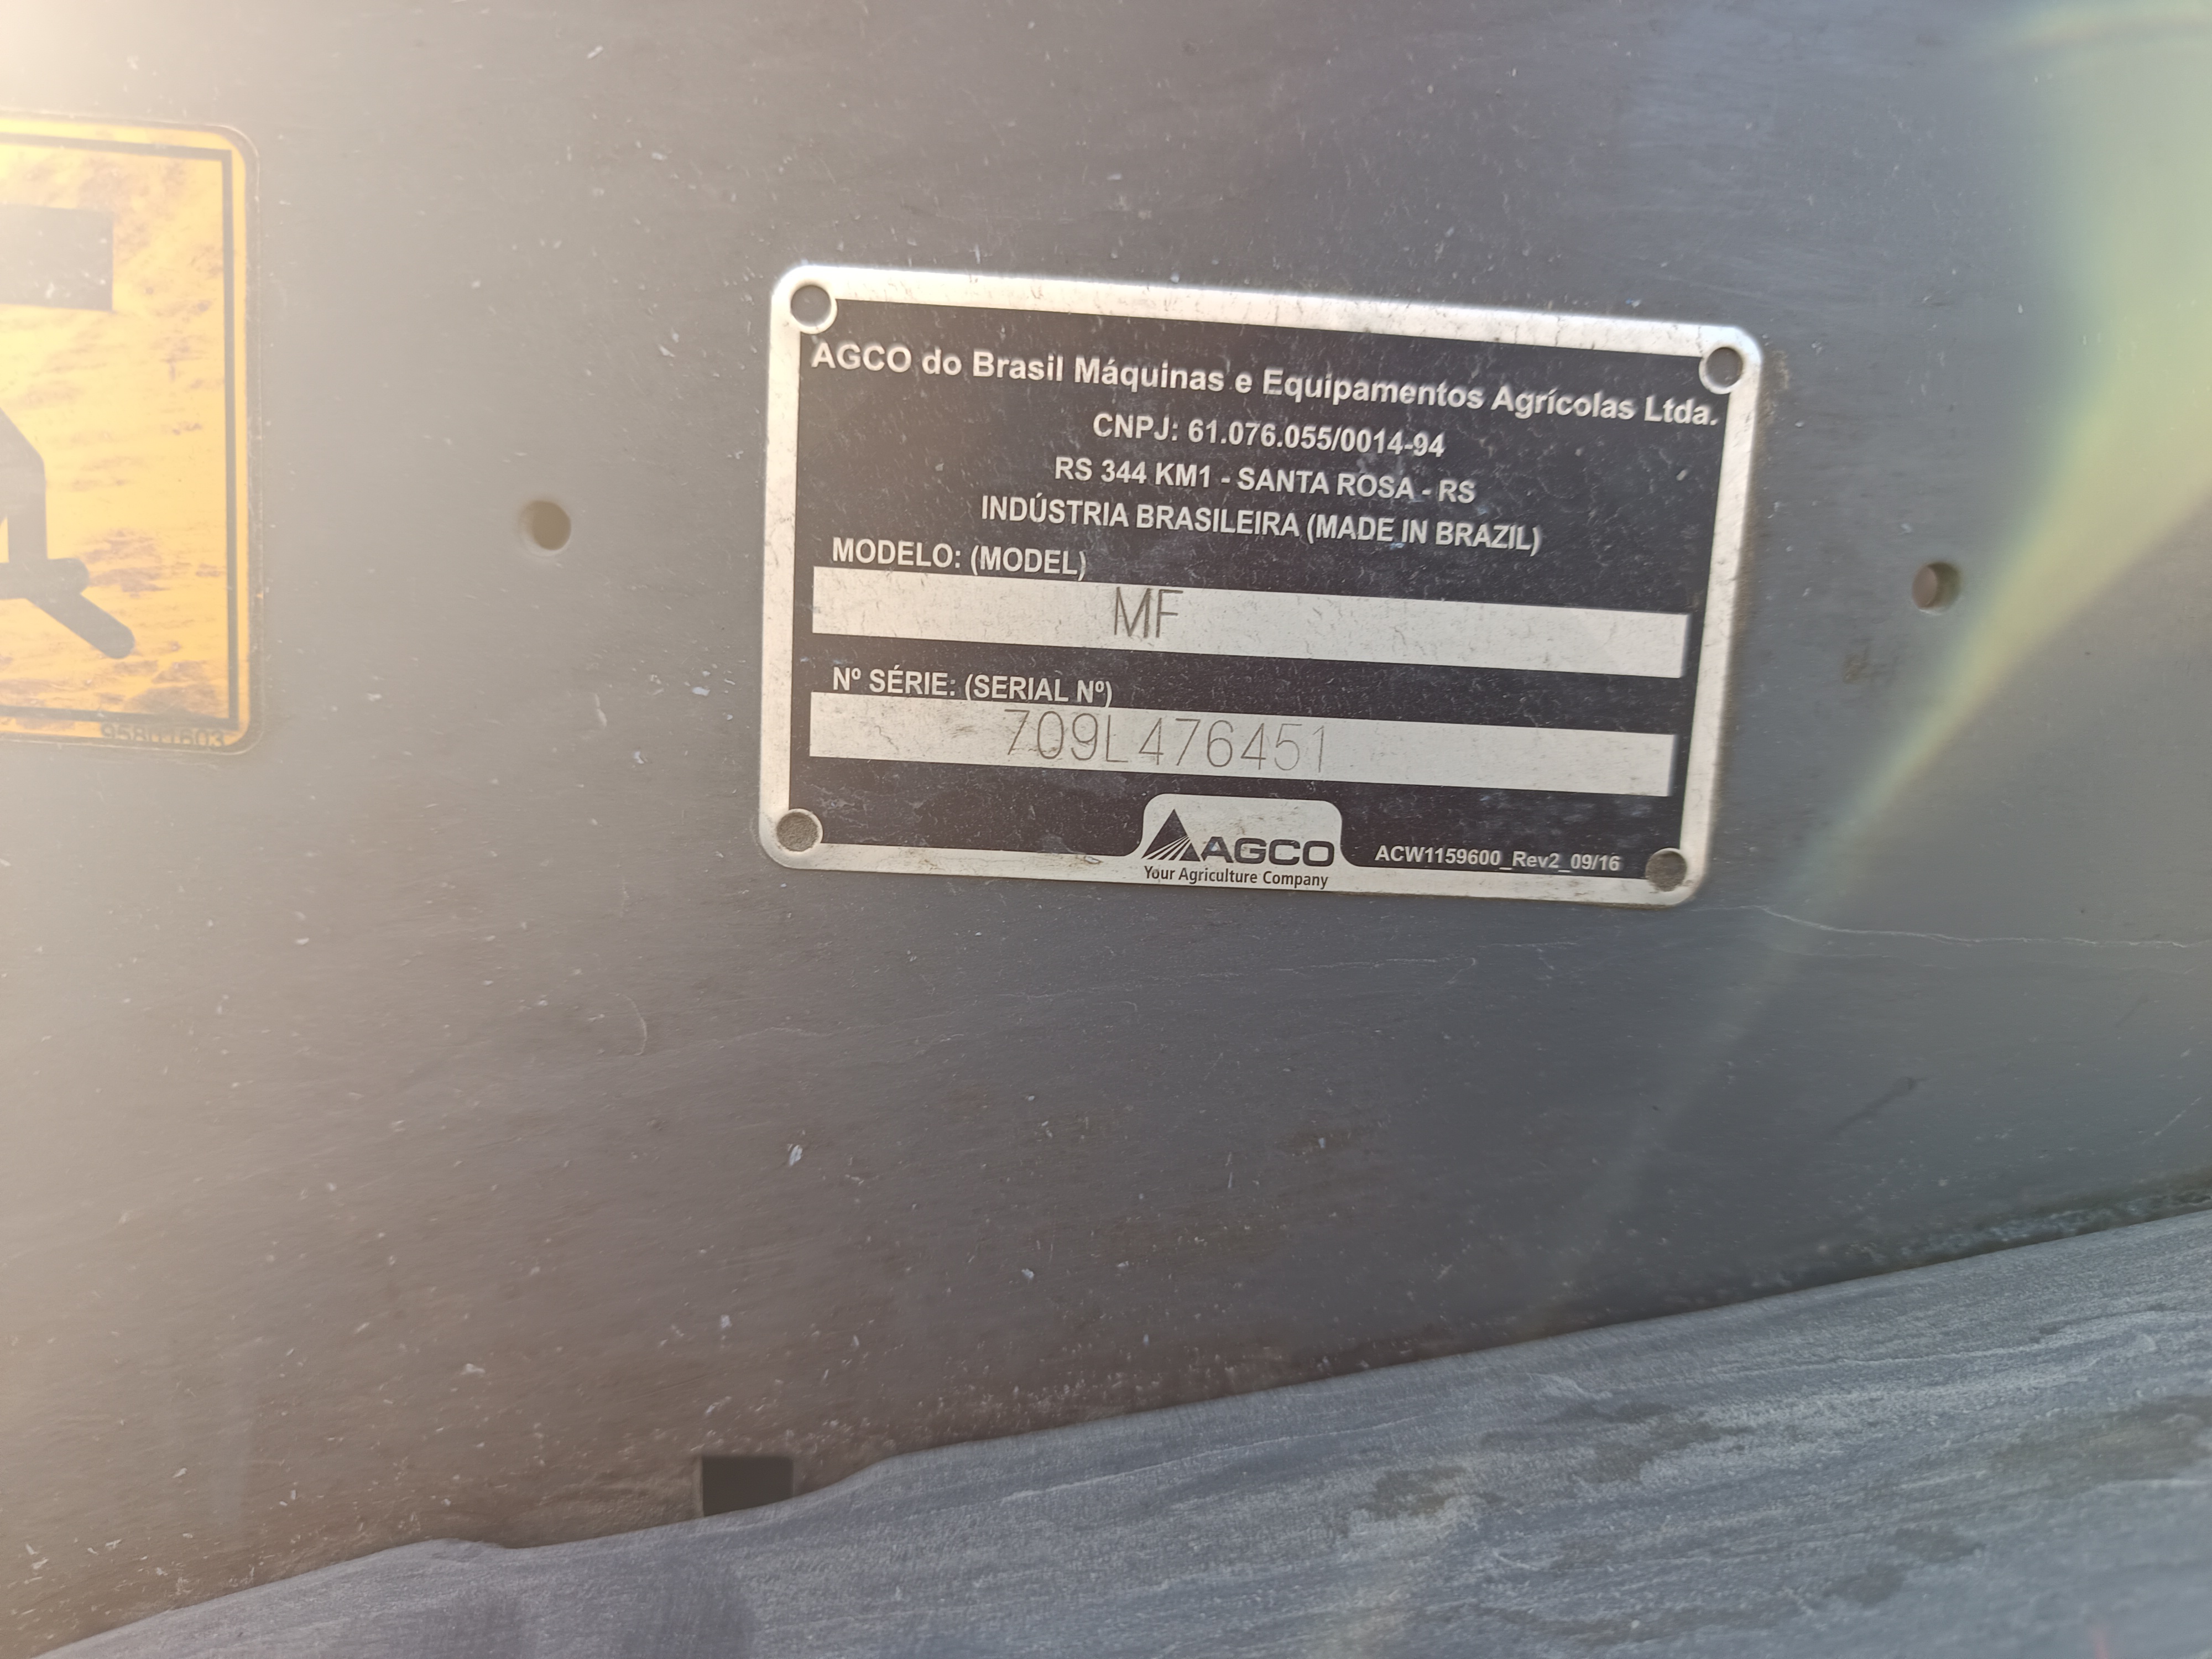 AGCO do Brasil Máquinas e Equipamentos Agrícolas Ltda.
CNPJ: 61.076.055/0014-94
RS 344 KM1 - SANTA ROSA - RS
INDÚSTRIA BRASILEIRA (MADE IN BRAZIL)
MODELO: (MODEL)
MF
Nº SÉRIE: (SERIAL Nº)
709L476451
AGCO
Your Agriculture Company
ACW1159600_Rev2_09/16